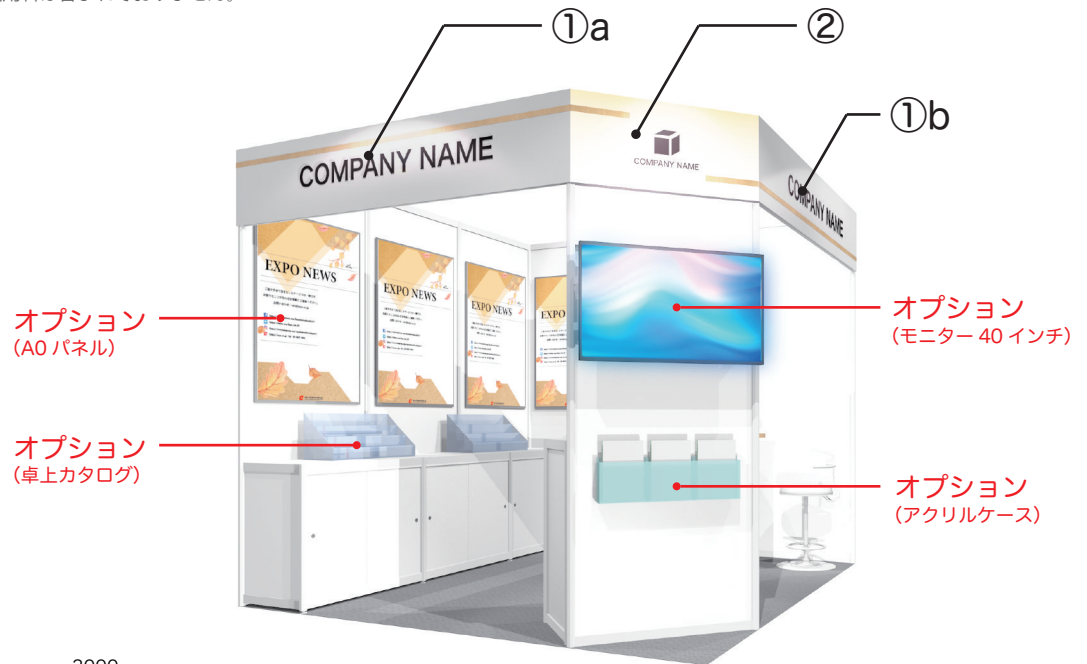 ①a
②
①b
COMPANY NAME
COMPANY NAME
COMPANY NAME
EXPO NEWS
EXPO NEWS
EXPO NEWS
EXPO
オプション
(A0 パネル)
オプション
(モニター 40 インチ)
オプション
(卓上カタログ)
オプション
(アクリルケース)